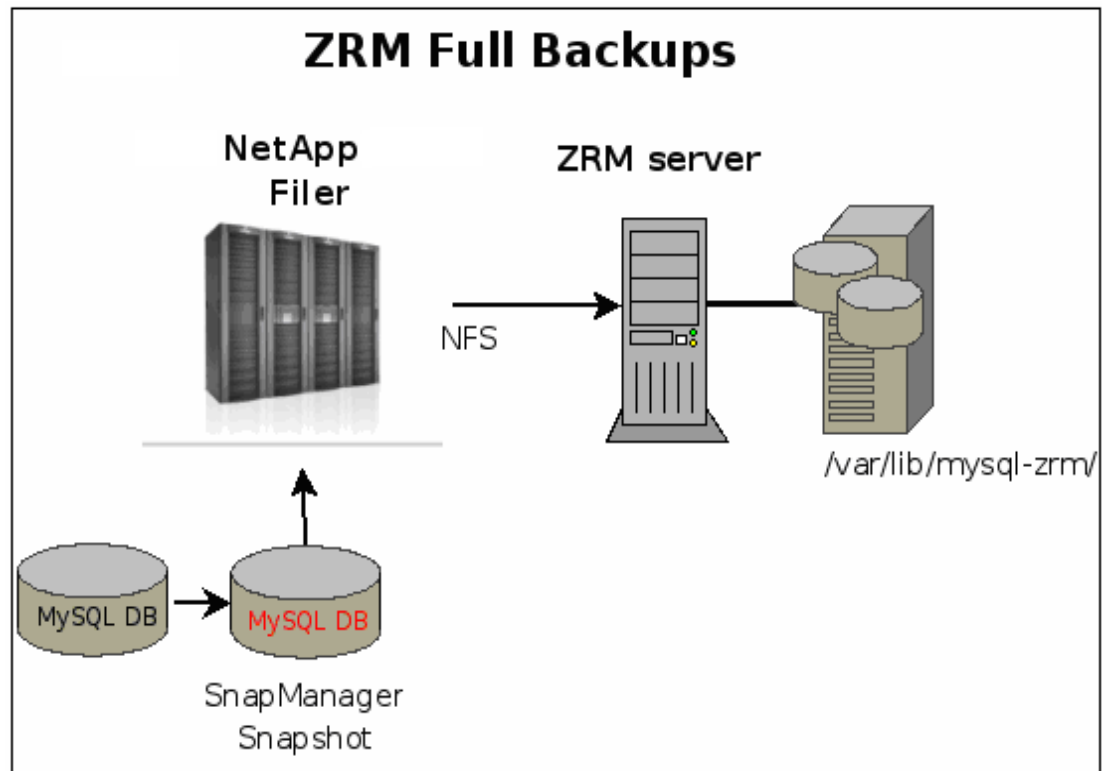 ZRM Full Backups
NetApp
Filer
ZRM server
NFS
/var/lib/mysql-zrm/
MySQL DB
MySQL DB
SnapManager
Snapshot